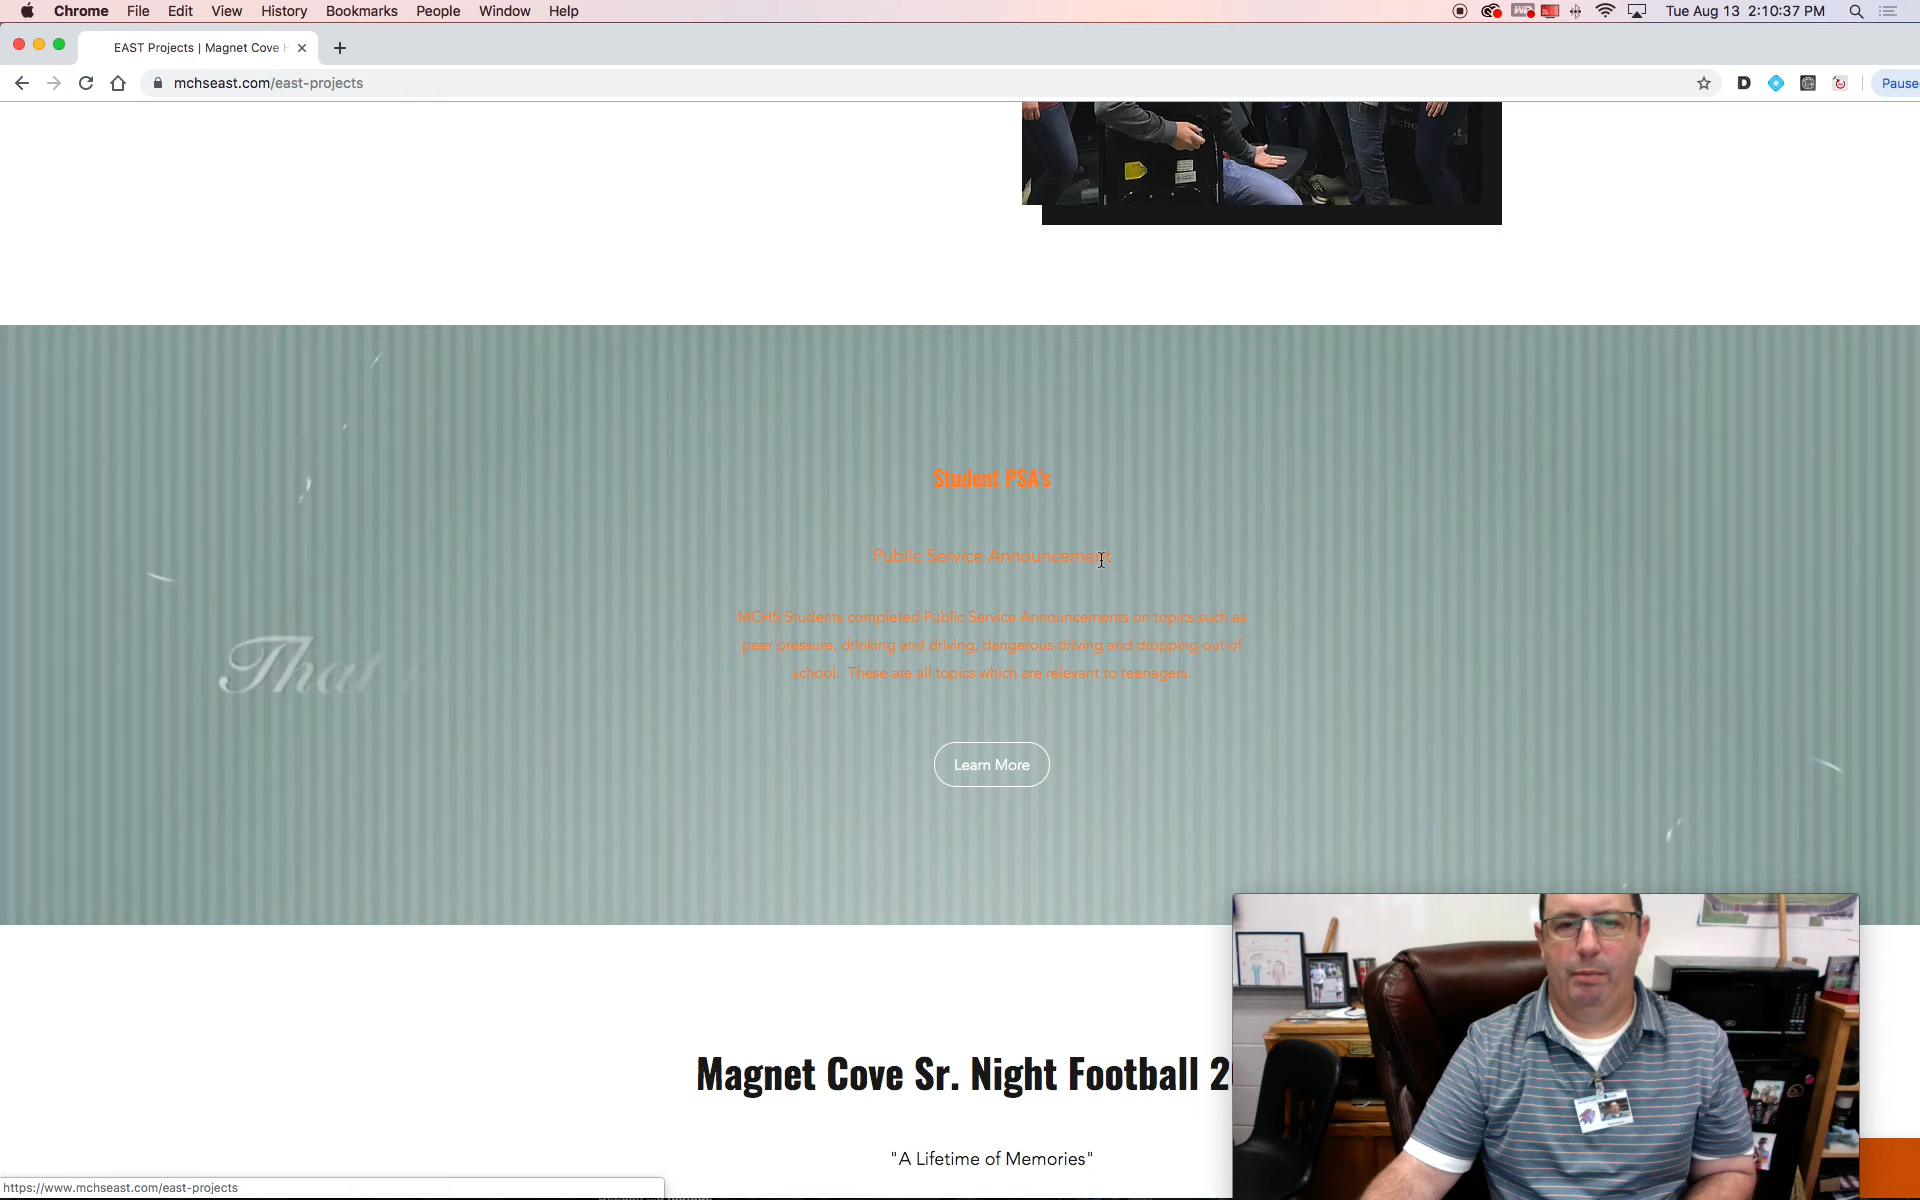 Chrome File Edit View History Bookmarks People Window Help
Tue Aug 13 2:10:37 PM
EAST Projects | Magnet Cove H
mchseast.com/east-projects
Pause
Student PSA's
Public Service Announcement
MCHS Students completed Public Service Announcements on topics such as
peer pressure, drinking and driving, dangerous driving and dropping out of
school. These are all topics which are relevant to teenagers.
That
Learn More
Magnet Cove Sr. Night Football 2
"A Lifetime of Memories"
https://www.mchseast.com/east-projects